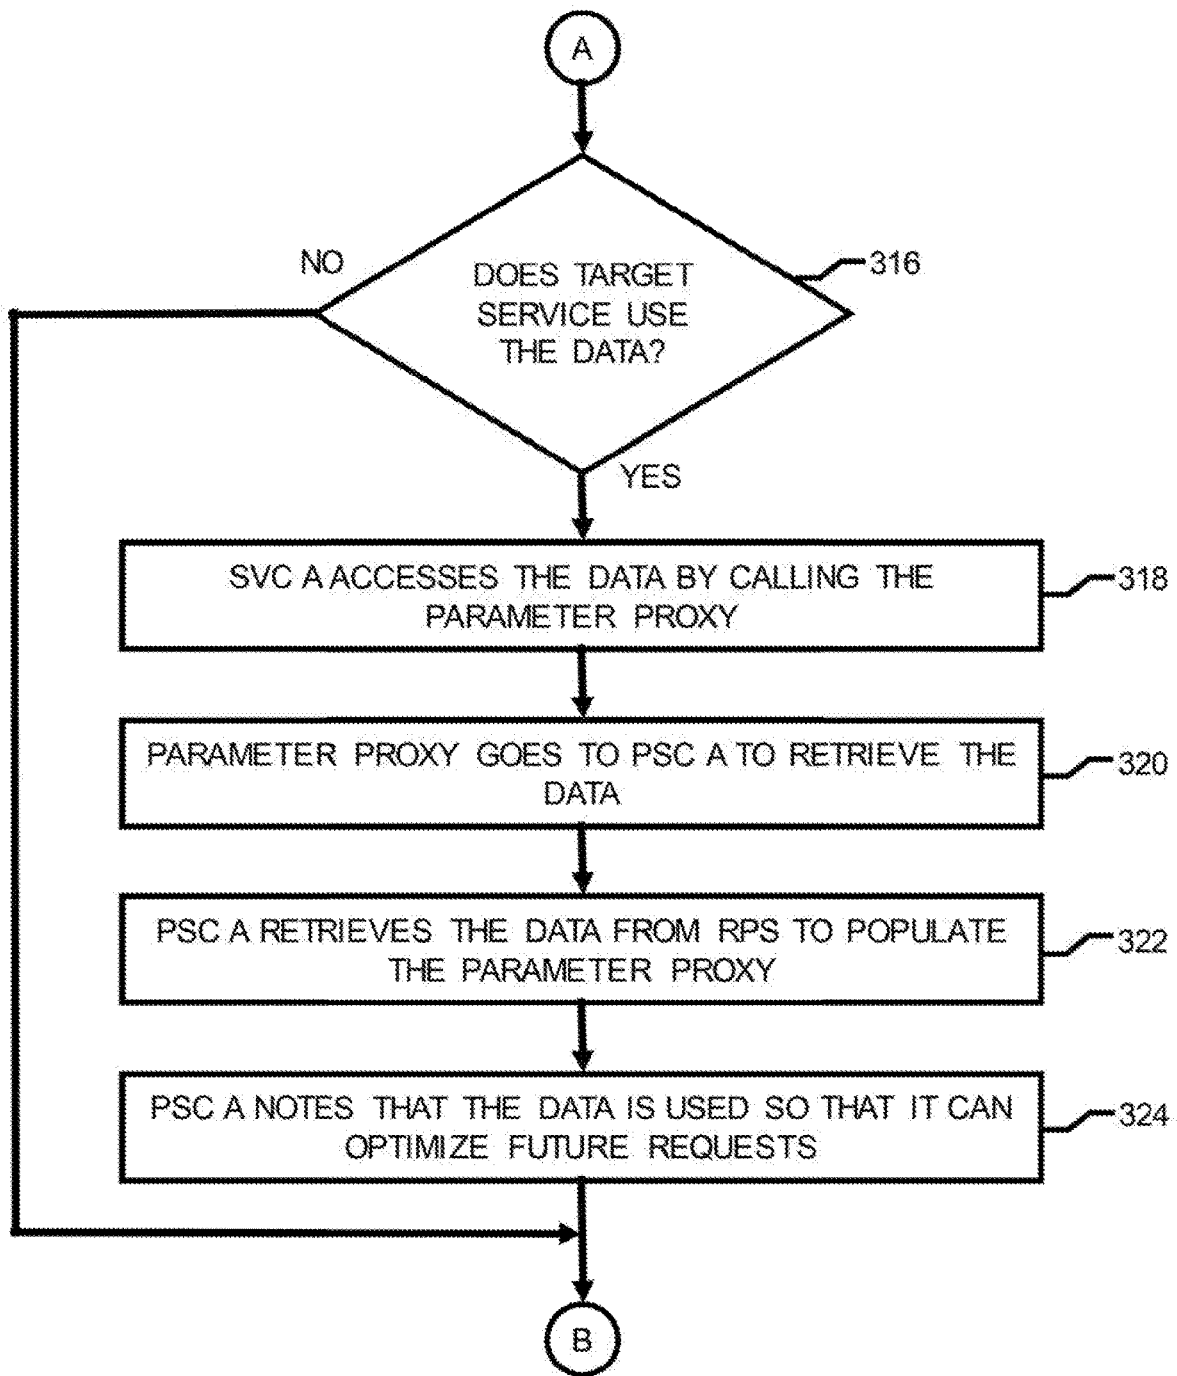 A
NO
DOES TARGET
SERVICE USE
THE DATA?
316
YES
SVC A ACCESSES THE DATA BY CALLING THE
PARAMETER PROXY
318
PARAMETER PROXY GOES TO PSC A TO RETRIEVE THE
DATA
320
PSC A RETRIEVES THE DATA FROM RPS TO POPULATE
THE PARAMETER PROXY
322
PSC A NOTES THAT THE DATA IS USED SO THAT IT CAN
OPTIMIZE FUTURE REQUESTS
324
B